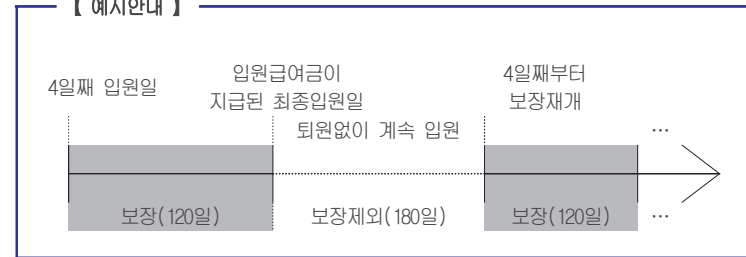 【 예시안내 】
4일째 입원일
입원급여금이
지급된 최종입원일
4일째부터
보장재개
퇴원없이 계속 입원
…
보장(120일)
보장제외(180일)
보장(120일)
…